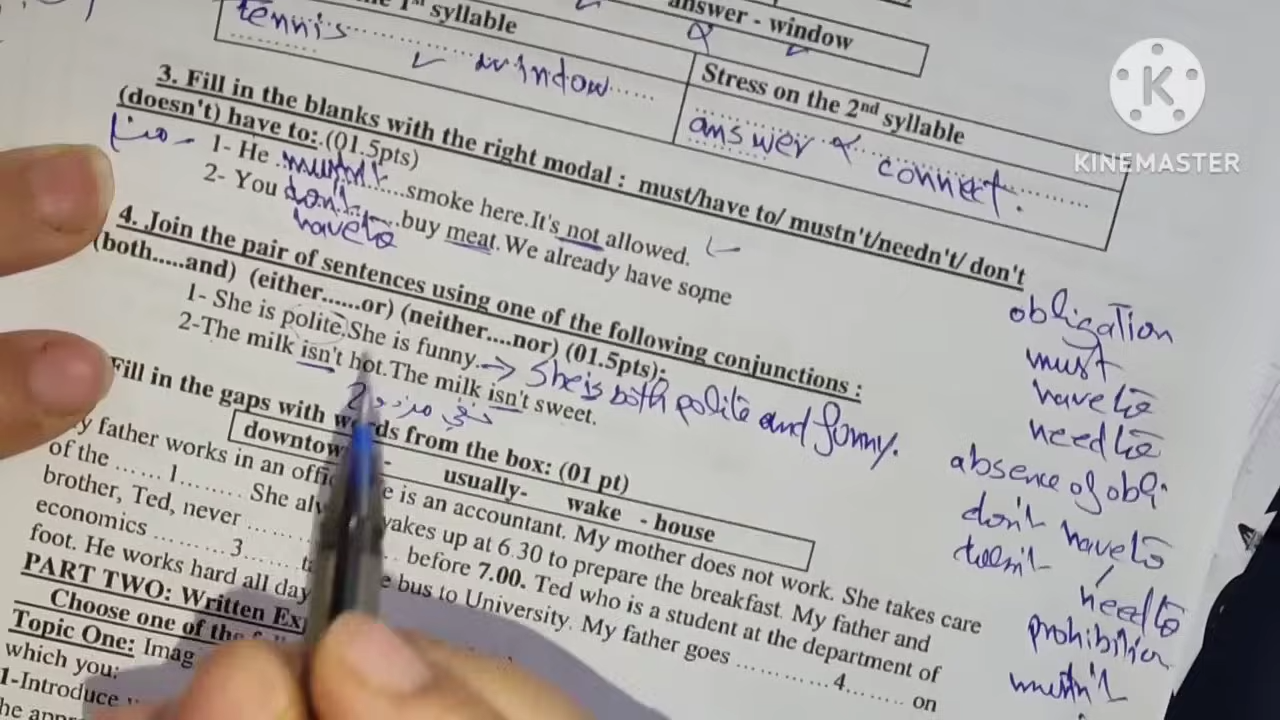 answer - window
1st syllable
tennis window
Stress on the 2nd syllable
answer connect.
3. Fill in the blanks with the right modal : must/have to/ mustn't/needn't/ don't
(doesn't) have to:.(01.5pts)
1- He mustn't smoke here.It's not allowed.
2- You don't have to buy meat.We already have some
4. Join the pair of sentences using one of the following conjunctions :
(both.....and) (either......or) (neither....nor) (01.5pts):
1- She is polite.She is funny. → She is both polite and funny.
2-The milk isn't hot.The milk isn't sweet.
2
Fill in the gaps with words from the box: (01 pt)
usually- wake - house
father works in an is an accountant. My mother does not work. She takes care
of the ......1........ She wakes up at 6.30 to prepare the breakfast. My father and
brother, Ted, never ... before 7.00. Ted who is a student at the department of
economics ..........3...... bus to University. My father goes ..........4....... on
foot. He works hard all day
PART TWO: Written
Choose one of the
Topic One:
which you:
1-Introduce
obligation
must
have to
need to
absence of obli
don't have to
need to
prohibition
mustn't
K
KINEMASTER